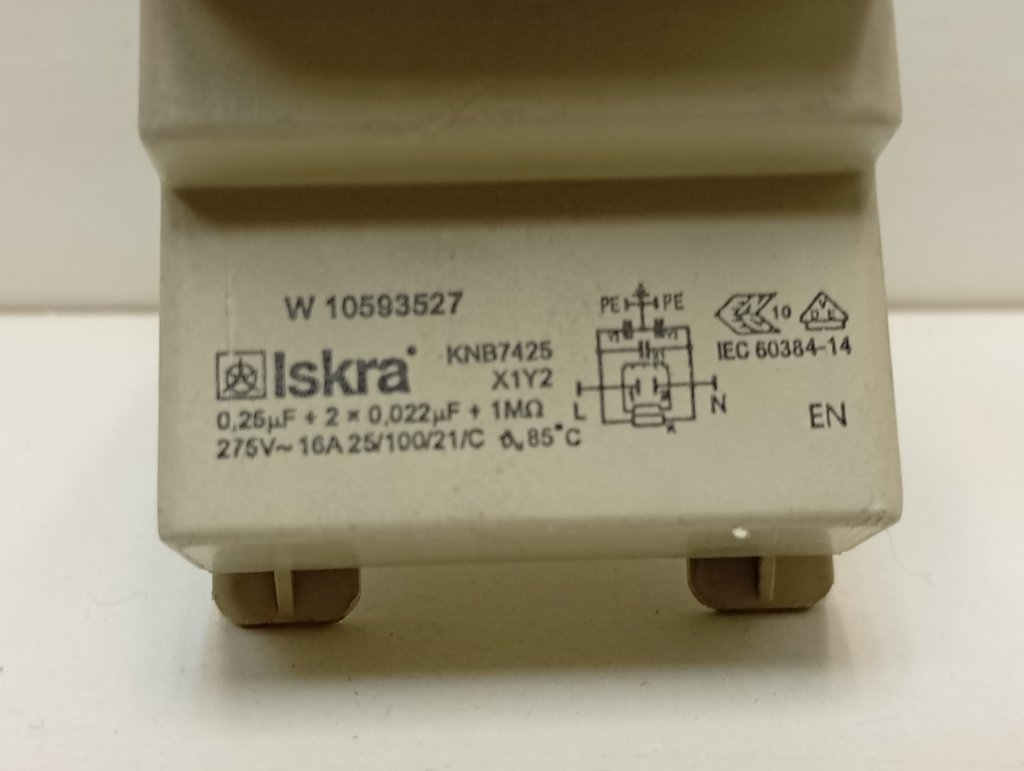 W 10593527
Iskra KNB7425
X1Y2
0,25µF + 2 × 0,022µF + 1MΩ
275V~ 16A 25/100/21/C 85°C
PE PE
L N
10
IEC 60384-14
EN